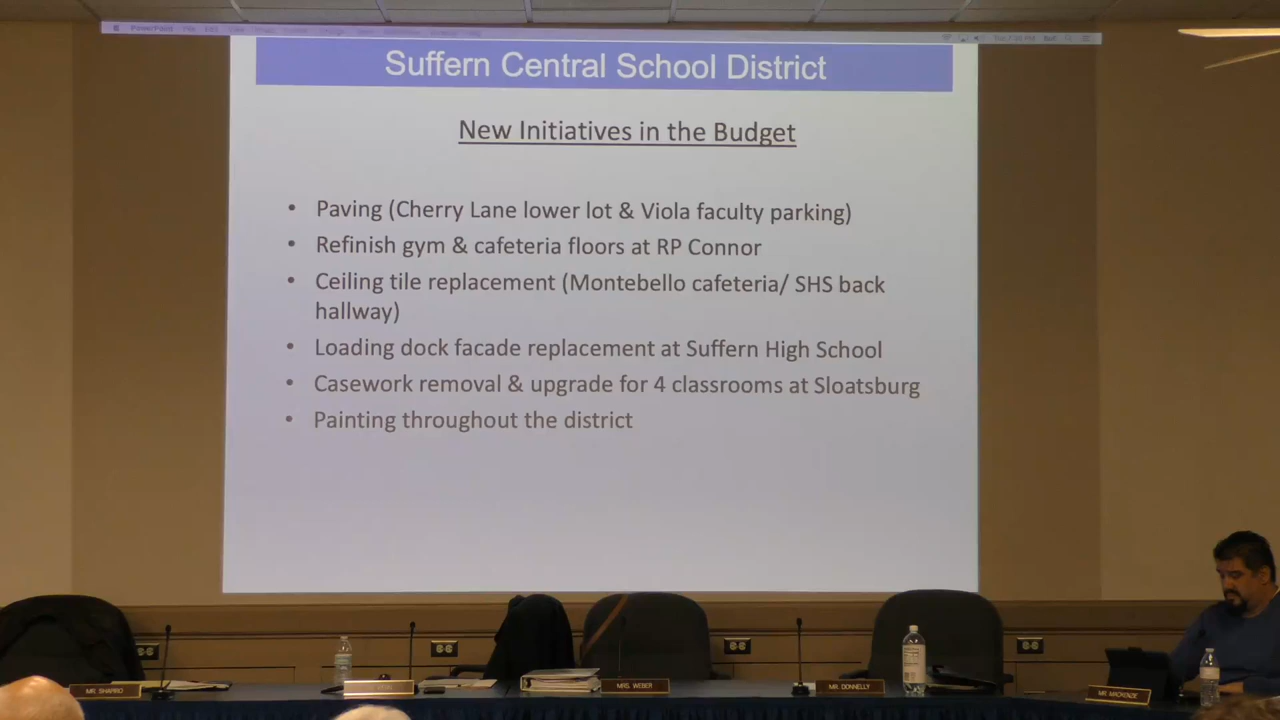 PowerPoint File Edit
Suffern Central School District
New Initiatives in the Budget
• Paving (Cherry Lane lower lot & Viola faculty parking)
• Refinish gym & cafeteria floors at RP Connor
• Ceiling tile replacement (Montebello cafeteria/ SHS back
hallway)
• Loading dock facade replacement at Suffern High School
• Casework removal & upgrade for 4 classrooms at Sloatsburg
• Painting throughout the district
MR. SHAPIRO
MRS. WEBER
MR. DONNELLY
MR. MACKENZIE